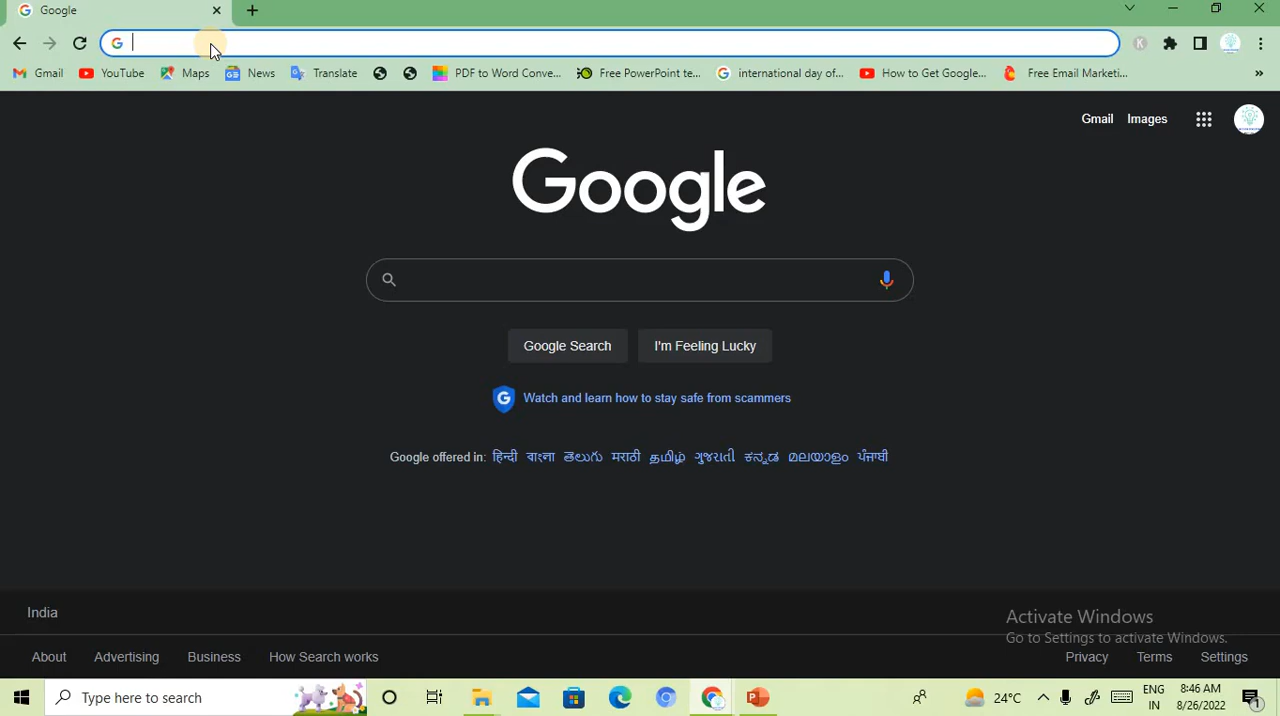 Google
Gmail YouTube Maps News Translate PDF to Word Conve... Free PowerPoint te... international day of... How to Get Google... Free Email Marketi... »
Gmail Images
Google
Google Search I'm Feeling Lucky
Watch and learn how to stay safe from scammers
Google offered in: हिन्दी বাংলা తెలుగు मराठी தமிழ் ગુજરાતી ಕನ್ನಡ മലയാളം ਪੰਜਾਬੀ
India
Activate Windows
Go to Settings to activate Windows.
About Advertising Business How Search works Privacy Terms Settings
Type here to search 24°C ENG 8:46 AM
IN 8/26/2022